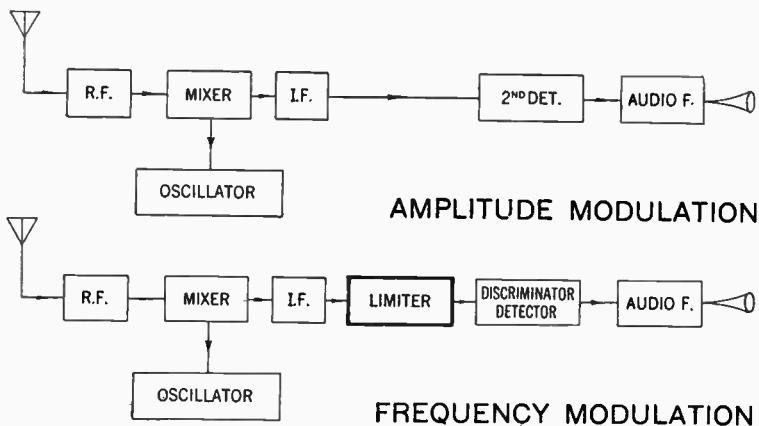 R.F.
MIXER
I.F.
2ND DET.
AUDIO F.
OSCILLATOR
AMPLITUDE MODULATION
R.F.
MIXER
I.F.
LIMITER
DISCRIMINATOR
DETECTOR
AUDIO F.
OSCILLATOR
FREQUENCY MODULATION